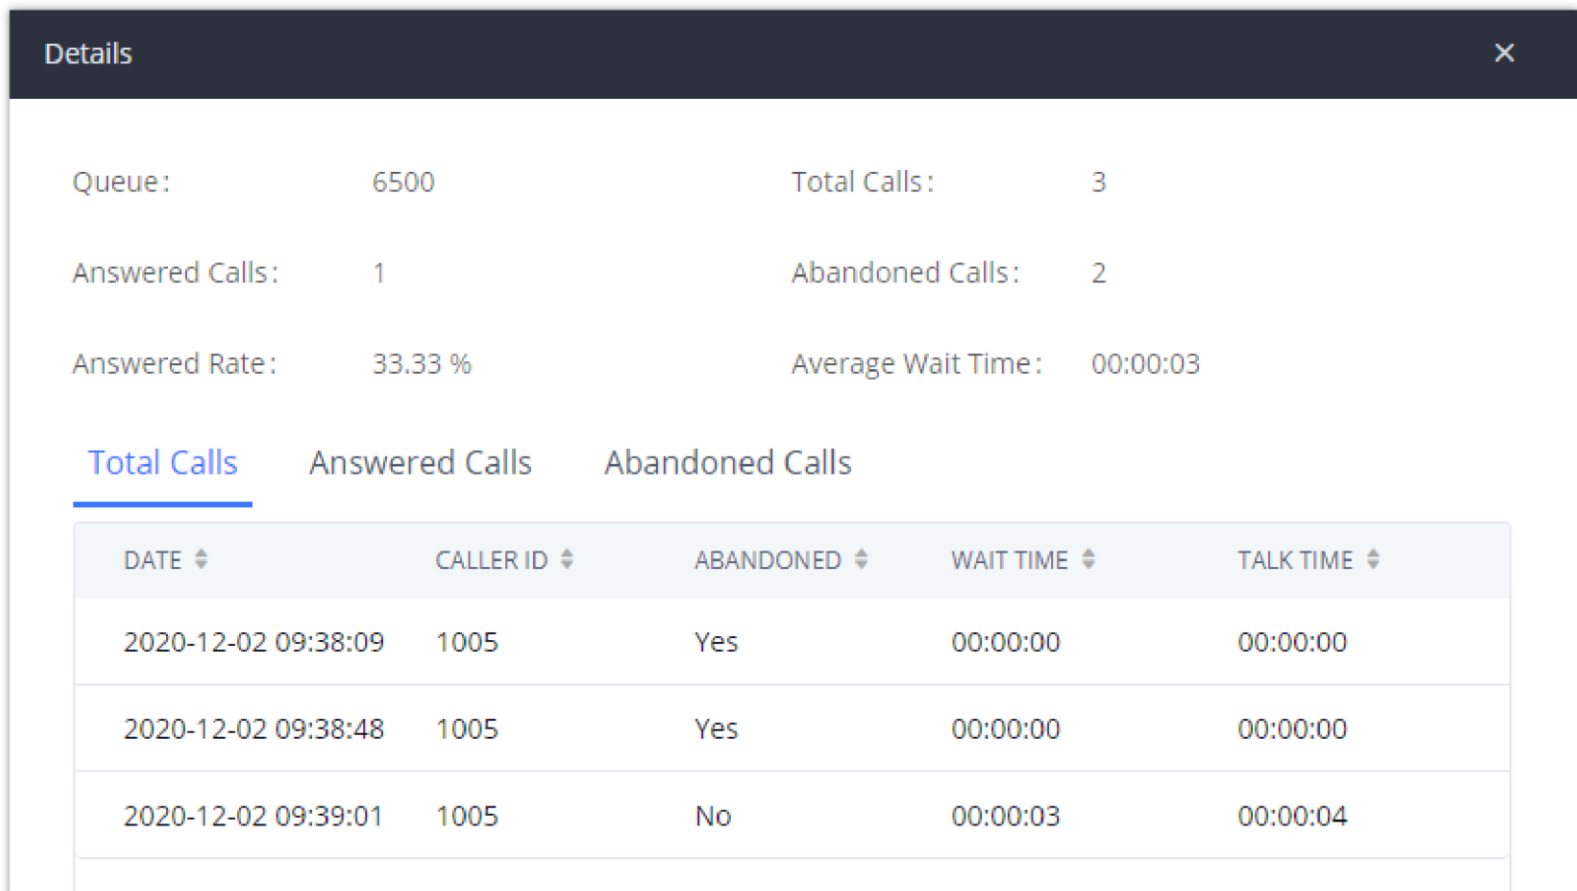 Details ×
Queue: 6500 Total Calls: 3
Answered Calls: 1 Abandoned Calls: 2
Answered Rate: 33.33 % Average Wait Time: 00:00:03
Total Calls Answered Calls Abandoned Calls
DATE CALLER ID ABANDONED WAIT TIME TALK TIME
2020-12-02 09:38:09 1005 Yes 00:00:00 00:00:00
2020-12-02 09:38:48 1005 Yes 00:00:00 00:00:00
2020-12-02 09:39:01 1005 No 00:00:03 00:00:04